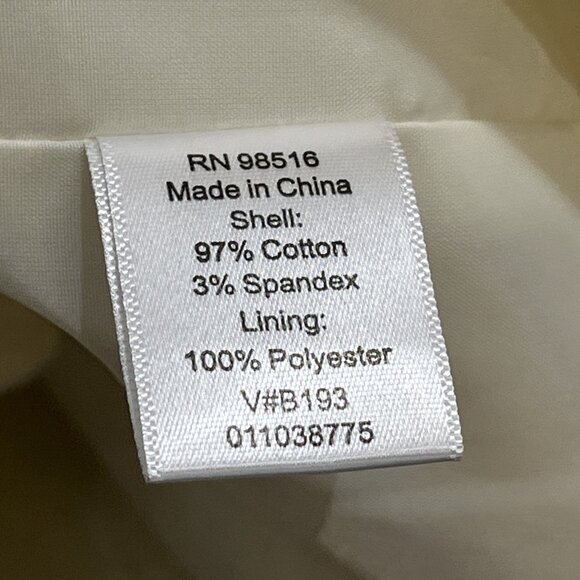 RN 98516
Made in China
Shell:
97% Cotton
3% Spandex
Lining:
100% Polyester
V#B193
011038775